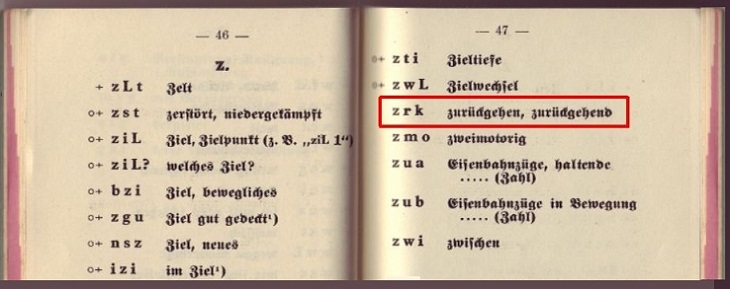 — 46 —
z.
+ zLt Zelt
o+ zst zerstört, niedergekämpft
o+ ziL Ziel, Zielpunkt (z. B. „ziL 1“)
o+ ziL? welches Ziel?
o+ bzi Ziel, bewegliches
o+ zgu Ziel gut gedeckt¹)
o+ nsz Ziel, neues
o+ izi im Ziel¹)
— 47 —
o+ zti Zieltiefe
o+ zwL Zielwechsel
zrk zurückgehen, zurückgehend
zmo zweimotorig
zua Eisenbahnzüge, haltende
..... (Zahl)
zub Eisenbahnzüge in Bewegung
..... (Zahl)
zwi zwischen